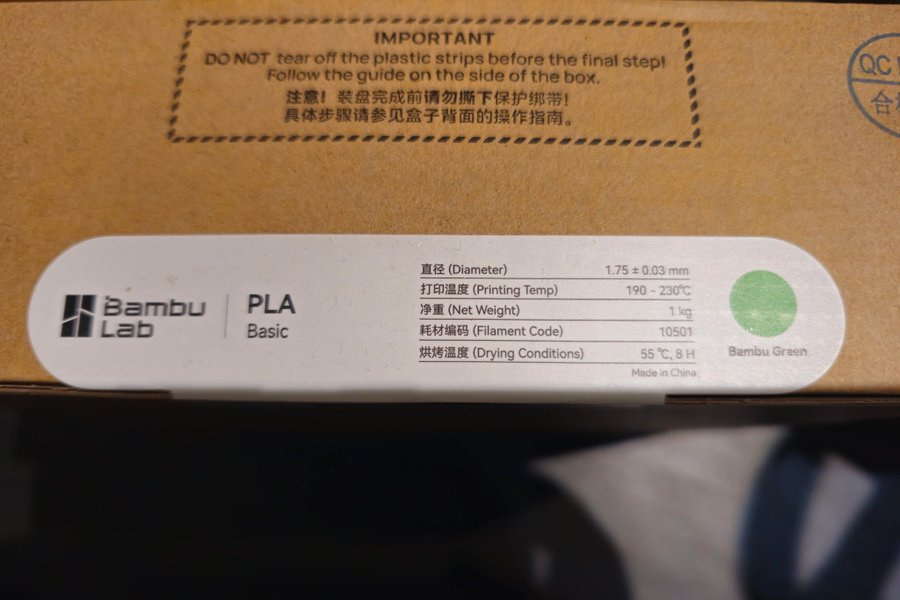 IMPORTANT
DO NOT tear off the plastic strips before the final step!
Follow the guide on the side of the box.
注意！装盘完成前请勿撕下保护绑带！
具体步骤请参见盒子背面的操作指南。
QC
合
Bambu
Lab
PLA
Basic
直径 (Diameter) 1.75 ± 0.03 mm
打印温度 (Printing Temp) 190 - 230℃
净重 (Net Weight) 1 kg
耗材编码 (Filament Code) 10501
烘烤温度 (Drying Conditions) 55 ℃, 8 H
Made in China
Bambu Green